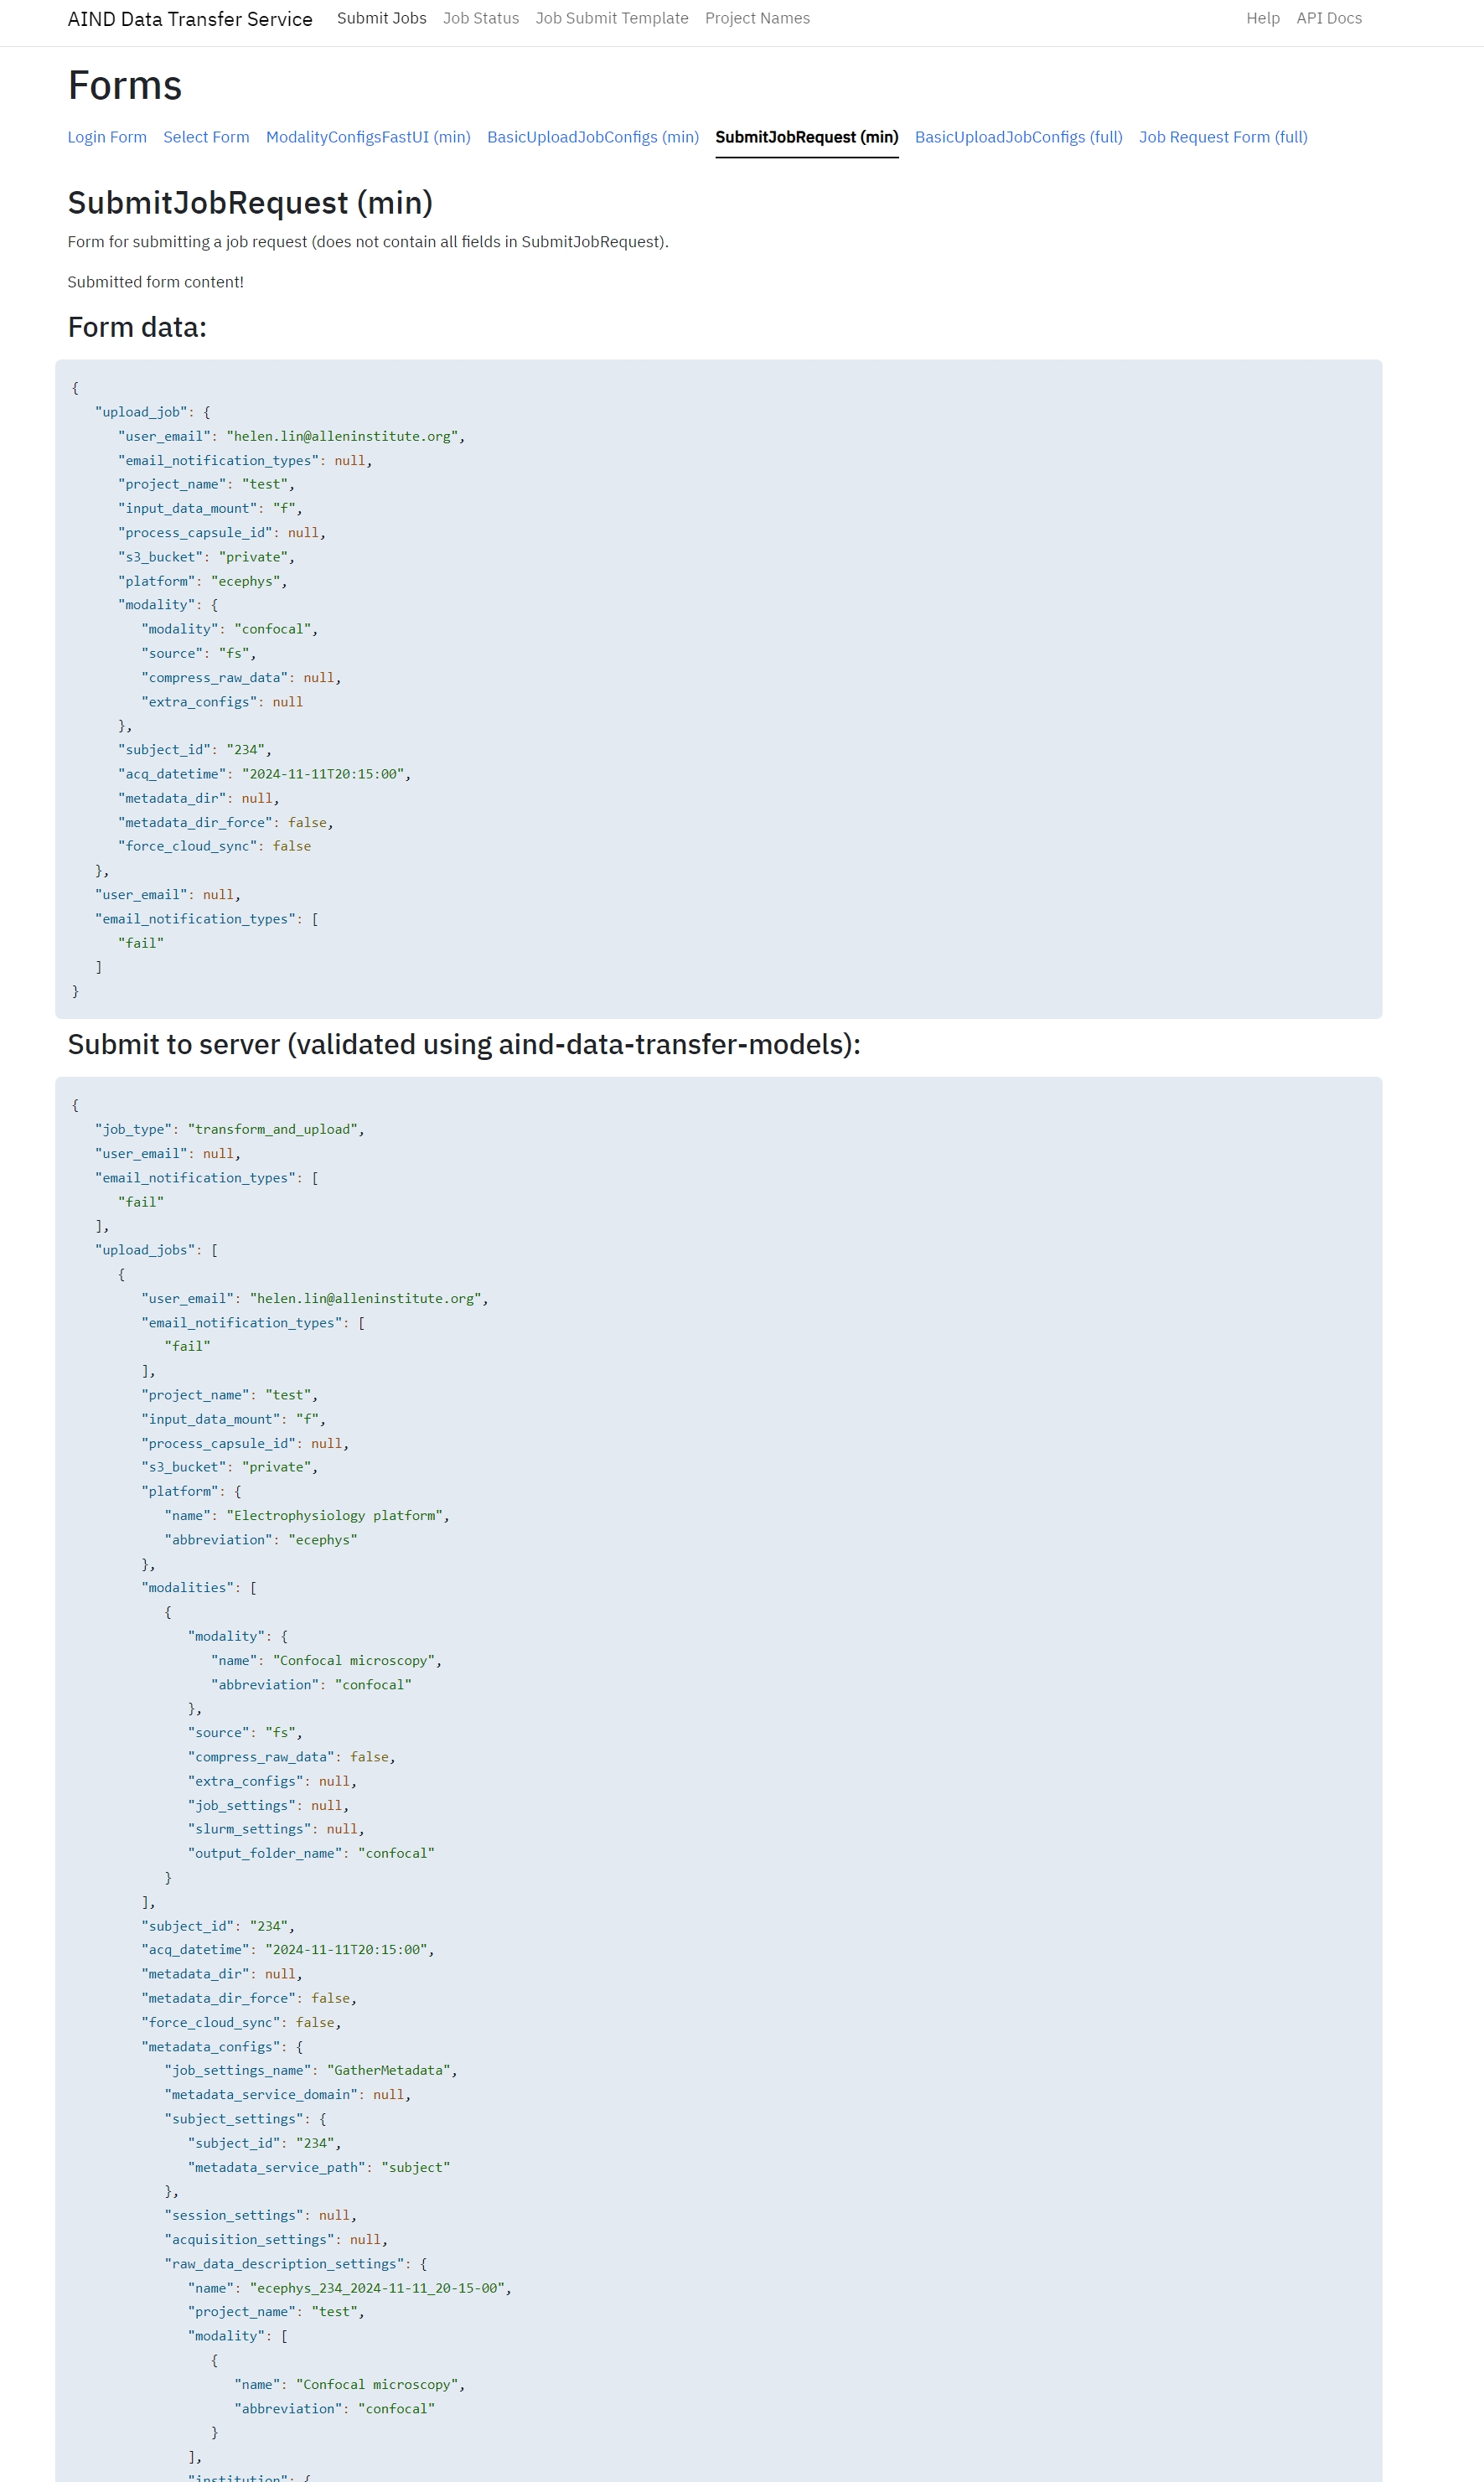 AIND Data Transfer Service Submit Jobs Job Status Job Submit Template Project Names Help API Docs
Forms
Login Form Select Form ModalityConfigsFastUI (min) BasicUploadJobConfigs (min) SubmitJobRequest (min) BasicUploadJobConfigs (full) Job Request Form (full)
SubmitJobRequest (min)
Form for submitting a job request (does not contain all fields in SubmitJobRequest).
Submitted form content!
Form data:
{
"upload_job": {
"user_email": "helen.lin@alleninstitute.org",
"email_notification_types": null,
"project_name": "test",
"input_data_mount": "f",
"process_capsule_id": null,
"s3_bucket": "private",
"platform": "ecephys",
"modality": {
"modality": "confocal",
"source": "fs",
"compress_raw_data": null,
"extra_configs": null
},
"subject_id": "234",
"acq_datetime": "2024-11-11T20:15:00",
"metadata_dir": null,
"metadata_dir_force": false,
"force_cloud_sync": false
},
"user_email": null,
"email_notification_types": [
"fail"
]
}
Submit to server (validated using aind-data-transfer-models):
{
"job_type": "transform_and_upload",
"user_email": null,
"email_notification_types": [
"fail"
],
"upload_jobs": [
{
"user_email": "helen.lin@alleninstitute.org",
"email_notification_types": [
"fail"
],
"project_name": "test",
"input_data_mount": "f",
"process_capsule_id": null,
"s3_bucket": "private",
"platform": {
"name": "Electrophysiology platform",
"abbreviation": "ecephys"
},
"modalities": [
{
"modality": {
"name": "Confocal microscopy",
"abbreviation": "confocal"
},
"source": "fs",
"compress_raw_data": false,
"extra_configs": null,
"job_settings": null,
"slurm_settings": null,
"output_folder_name": "confocal"
}
],
"subject_id": "234",
"acq_datetime": "2024-11-11T20:15:00",
"metadata_dir": null,
"metadata_dir_force": false,
"force_cloud_sync": false,
"metadata_configs": {
"job_settings_name": "GatherMetadata",
"metadata_service_domain": null,
"subject_settings": {
"subject_id": "234",
"metadata_service_path": "subject"
},
"session_settings": null,
"acquisition_settings": null,
"raw_data_description_settings": {
"name": "ecephys_234_2024-11-11_20-15-00",
"project_name": "test",
"modality": [
{
"name": "Confocal microscopy",
"abbreviation": "confocal"
}
],
"institution": {